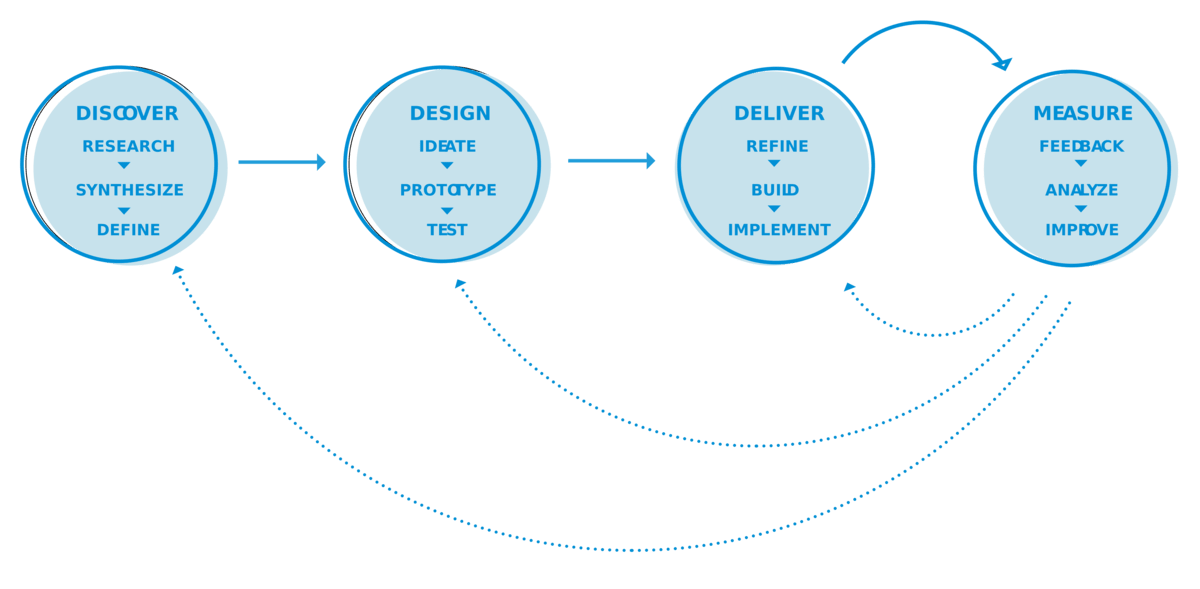 DISCOVER
RESEARCH
SYNTHESIZE
DEFINE
DESIGN
IDEATE
PROTOTYPE
TEST
DELIVER
REFINE
BUILD
IMPLEMENT
MEASURE
FEEDBACK
ANALYZE
IMPROVE